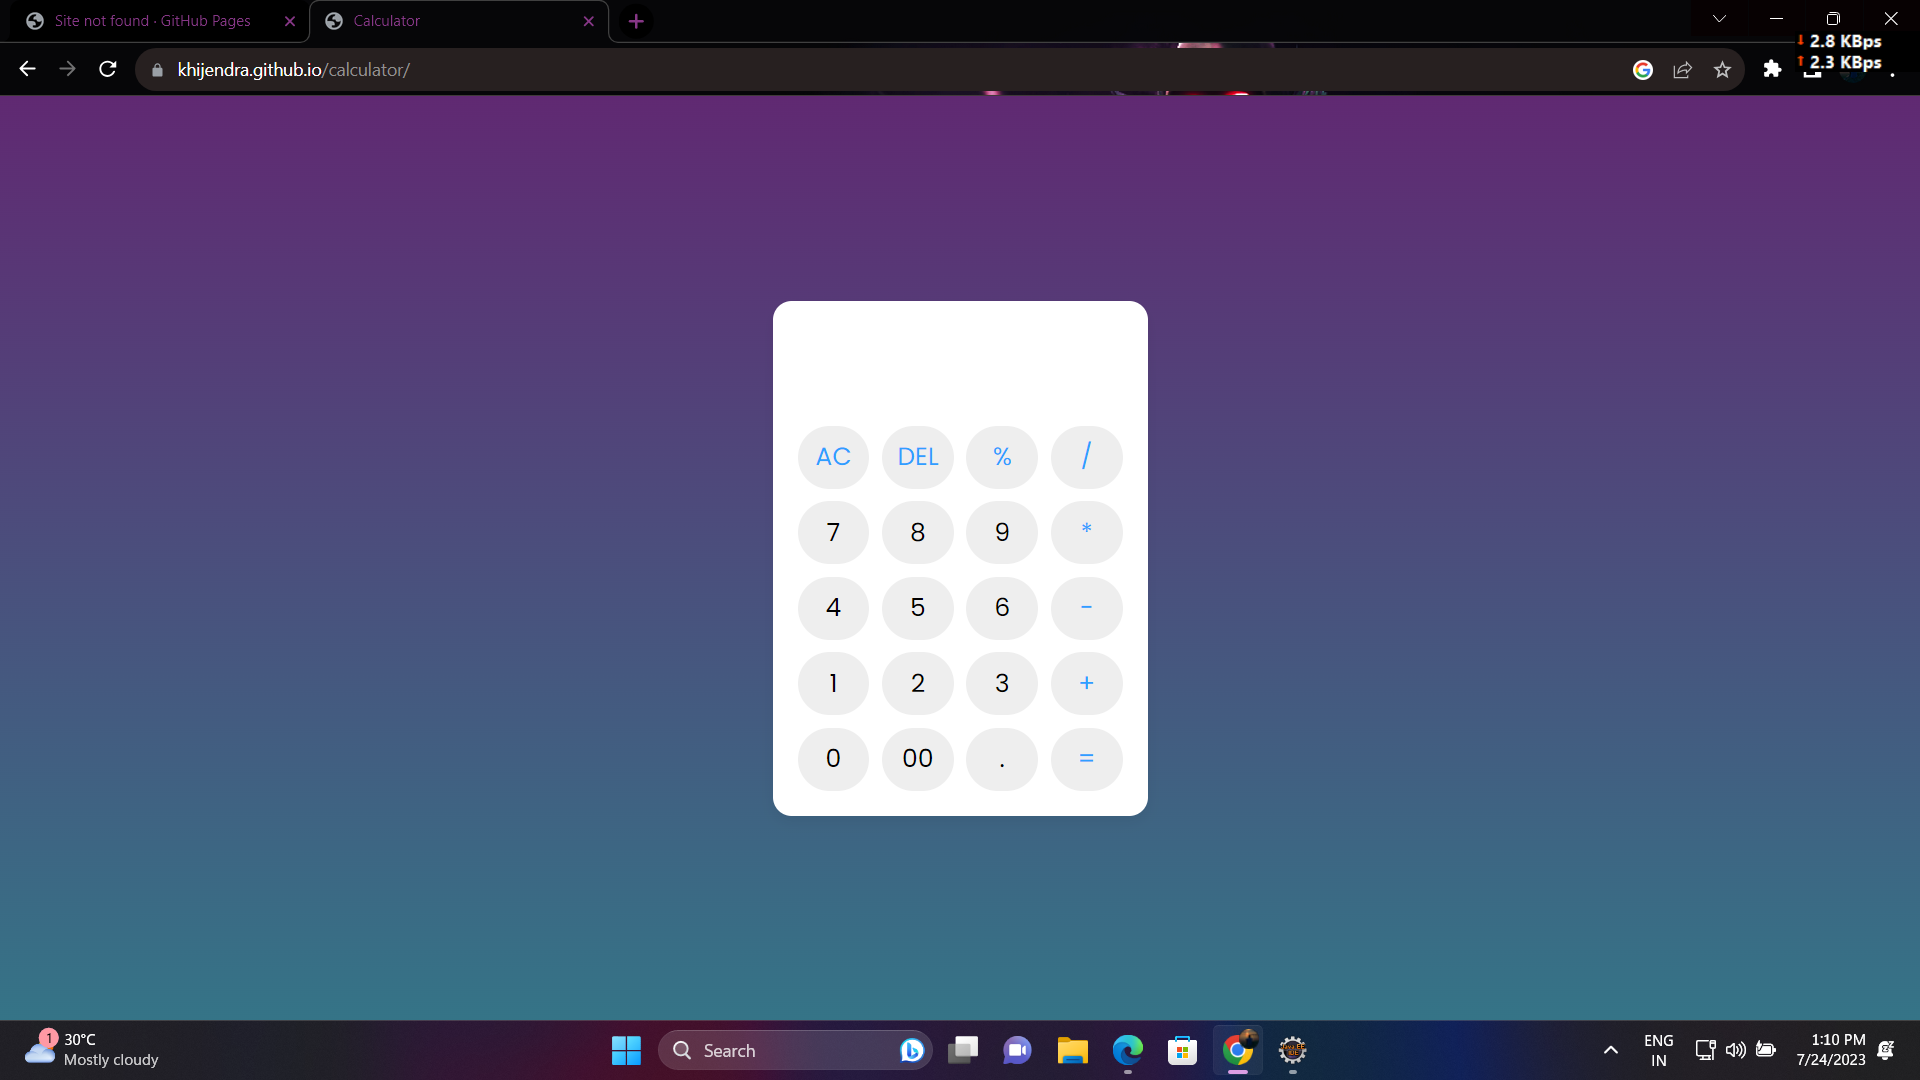 Site not found · GitHub Pages
Calculator
2.8 KBps
khijendra.github.io/calculator/
2.3 KBps
AC DEL % /
7 8 9 *
4 5 6 -
1 2 3 +
0 00 . =
1
30°C
Mostly cloudy
Search
ENG
IN
1:10 PM
7/24/2023